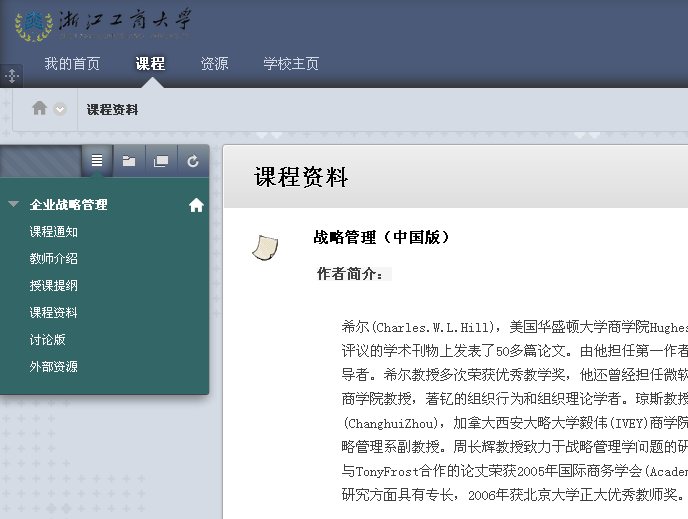 浙江工商大学
我的首页 课程 资源 学校主页
课程资料
课程资料
企业战略管理
课程通知
教师介绍
授课提纲
课程资料
讨论版
外部资源
战略管理（中国版）
作者简介：
希尔(Charles.W.L.Hill)，美国华盛顿大学商学院Hughes
评议的学术刊物上发表了50多篇论文。由他担任第一作者
导者。希尔教授多次荣获优秀教学奖，他还曾经担任微软
商学院教授，著钇的组织行为和组织理论学者。琼斯教授
(ChanghuiZhou)，加拿大西安大略大学毅伟(IVEY)商学院
略管理系副教授。周长辉教授致力于战略管理学问题的研
与TonyFrost合作的论丈荣获2005年国际商务学会(Acade
研究方面具有专长，2006年获北京大学正大优秀教师奖。